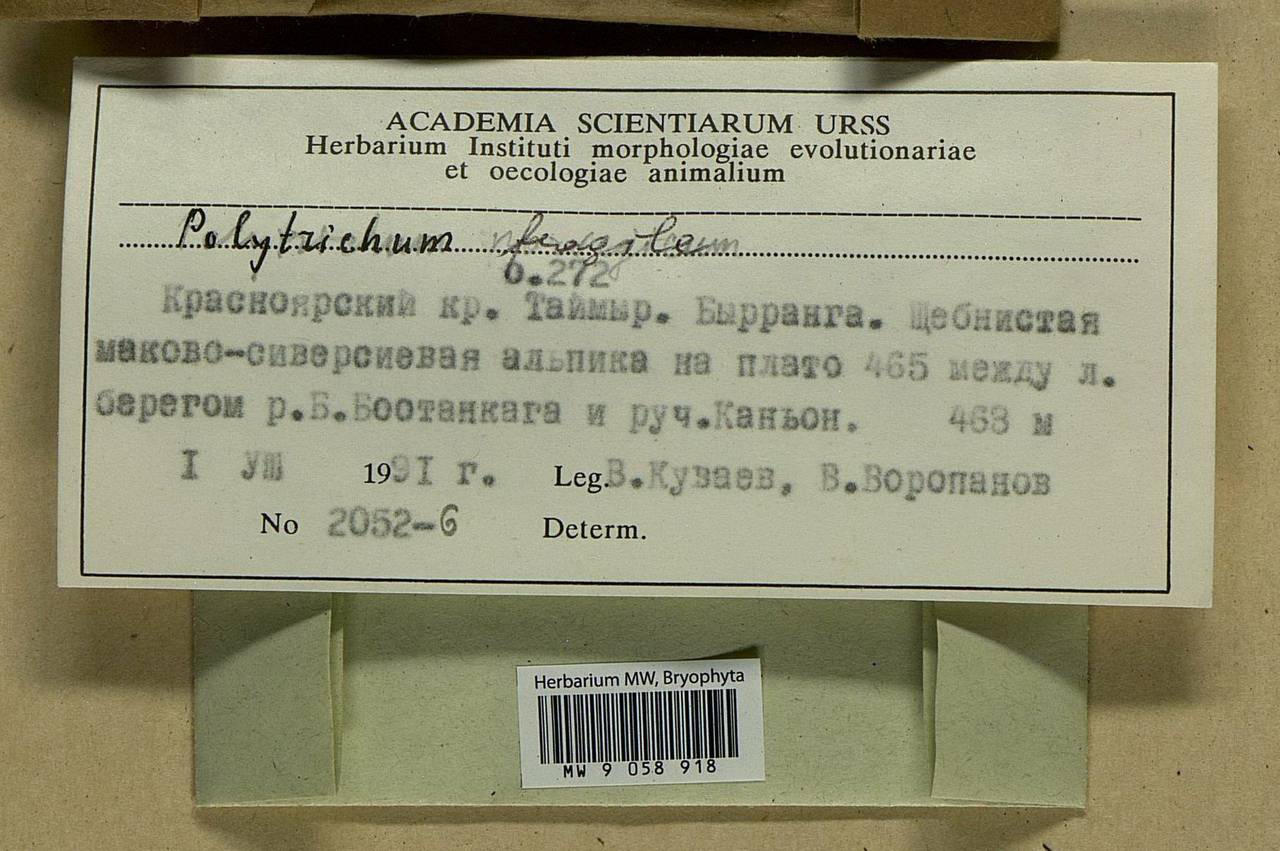 ACADEMIA SCIENTIARUM URSS
Herbarium Instituti morphologiae evolutionariae
et oecologiae animalium
Polytrichum
б.272
Красноярский кр. Таймыр. Бырранга. Щебнистая
маково-сиверсиевая альпика на плато 465 между л.
берегом р.Б.Боотанкага и руч.Каньон. 463 м
I УШ 1991 г. Leg.В.Куваев, В.Воропанов
No 2052-6 Determ.
Herbarium MW, Bryophyta
MW 9 058 918